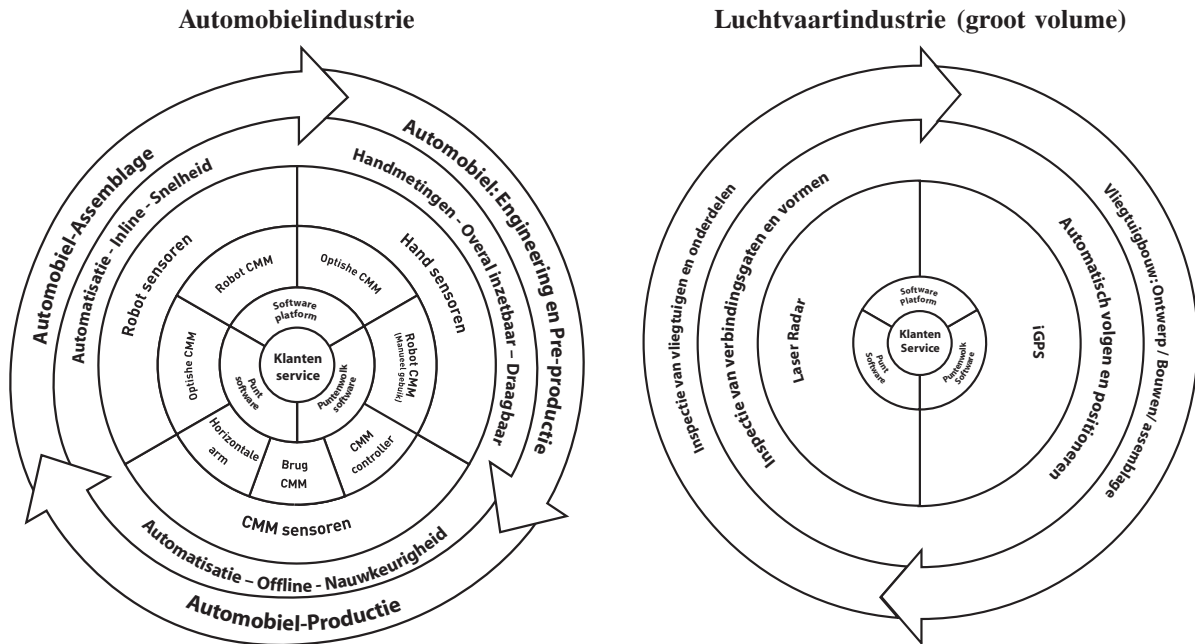 Automobielindustrie
Automobiel-Assemblage
Automobiel: Engineering en Pre-productie
Automobiel-Productie
Automatisatie - Inline - Snelheid
Handmetingen - Overal inzetbaar – Draagbaar
Automatisatie – Offline - Nauwkeurigheid
Robot sensoren
Hand sensoren
CMM sensoren
Robot CMM
Optishe CMM
Optishe CMM
Robot CMM
(Manueel gebuik)
Horizontale
arm
Brug
CMM
CMM
controller
Software
platform
Punt
software
Puntenwolk
software
Klanten
service
Luchtvaartindustrie (groot volume)
Inspectie van vliegtuigen en onderdelen
Vliegtuigbouw: Ontwerp / Bouwen/ assemblage
Inspectie van verbindingsgaten en vormen
Automatisch volgen en positioneren
Laser Radar
iGPS
Software
Platform
Punt
Software
Puntenwolk
Software
Klanten
Service